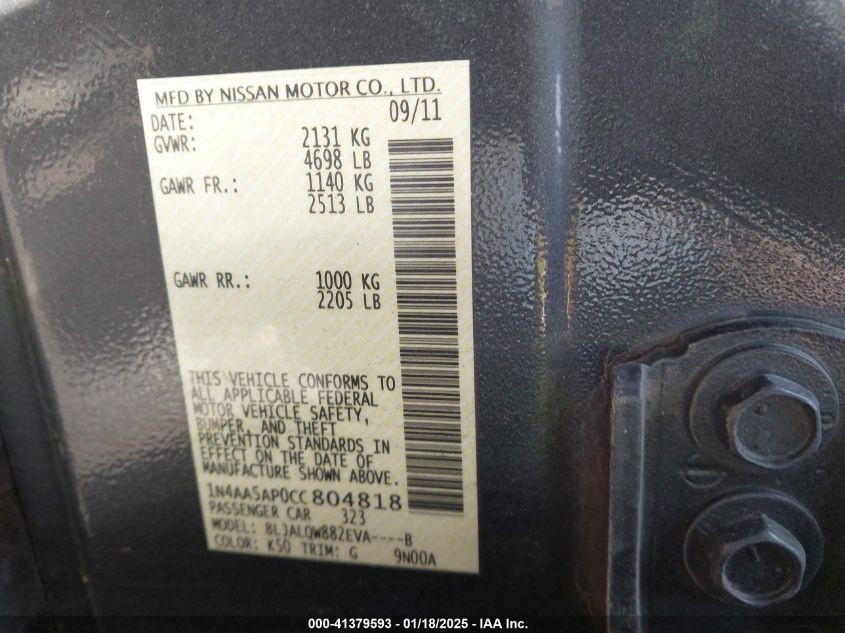 MFD BY NISSAN MOTOR CO., LTD.
DATE: 09/11
GVWR: 2131 KG
4698 LB
GAWR FR.: 1140 KG
2513 LB
GAWR RR.: 1000 KG
2205 LB
THIS VEHICLE CONFORMS TO
ALL APPLICABLE FEDERAL
MOTOR VEHICLE SAFETY,
BUMPER, AND THEFT
PREVENTION STANDARDS IN
EFFECT ON THE DATE OF
MANUFACTURE SHOWN ABOVE.
1N4AA5AP0CC804818
PASSENGER CAR 323
MODEL: BLJALQW882EVA----B
COLOR: K50 TRIM: G 9N00A
000-41379593 - 01/18/2025 - IAA Inc.